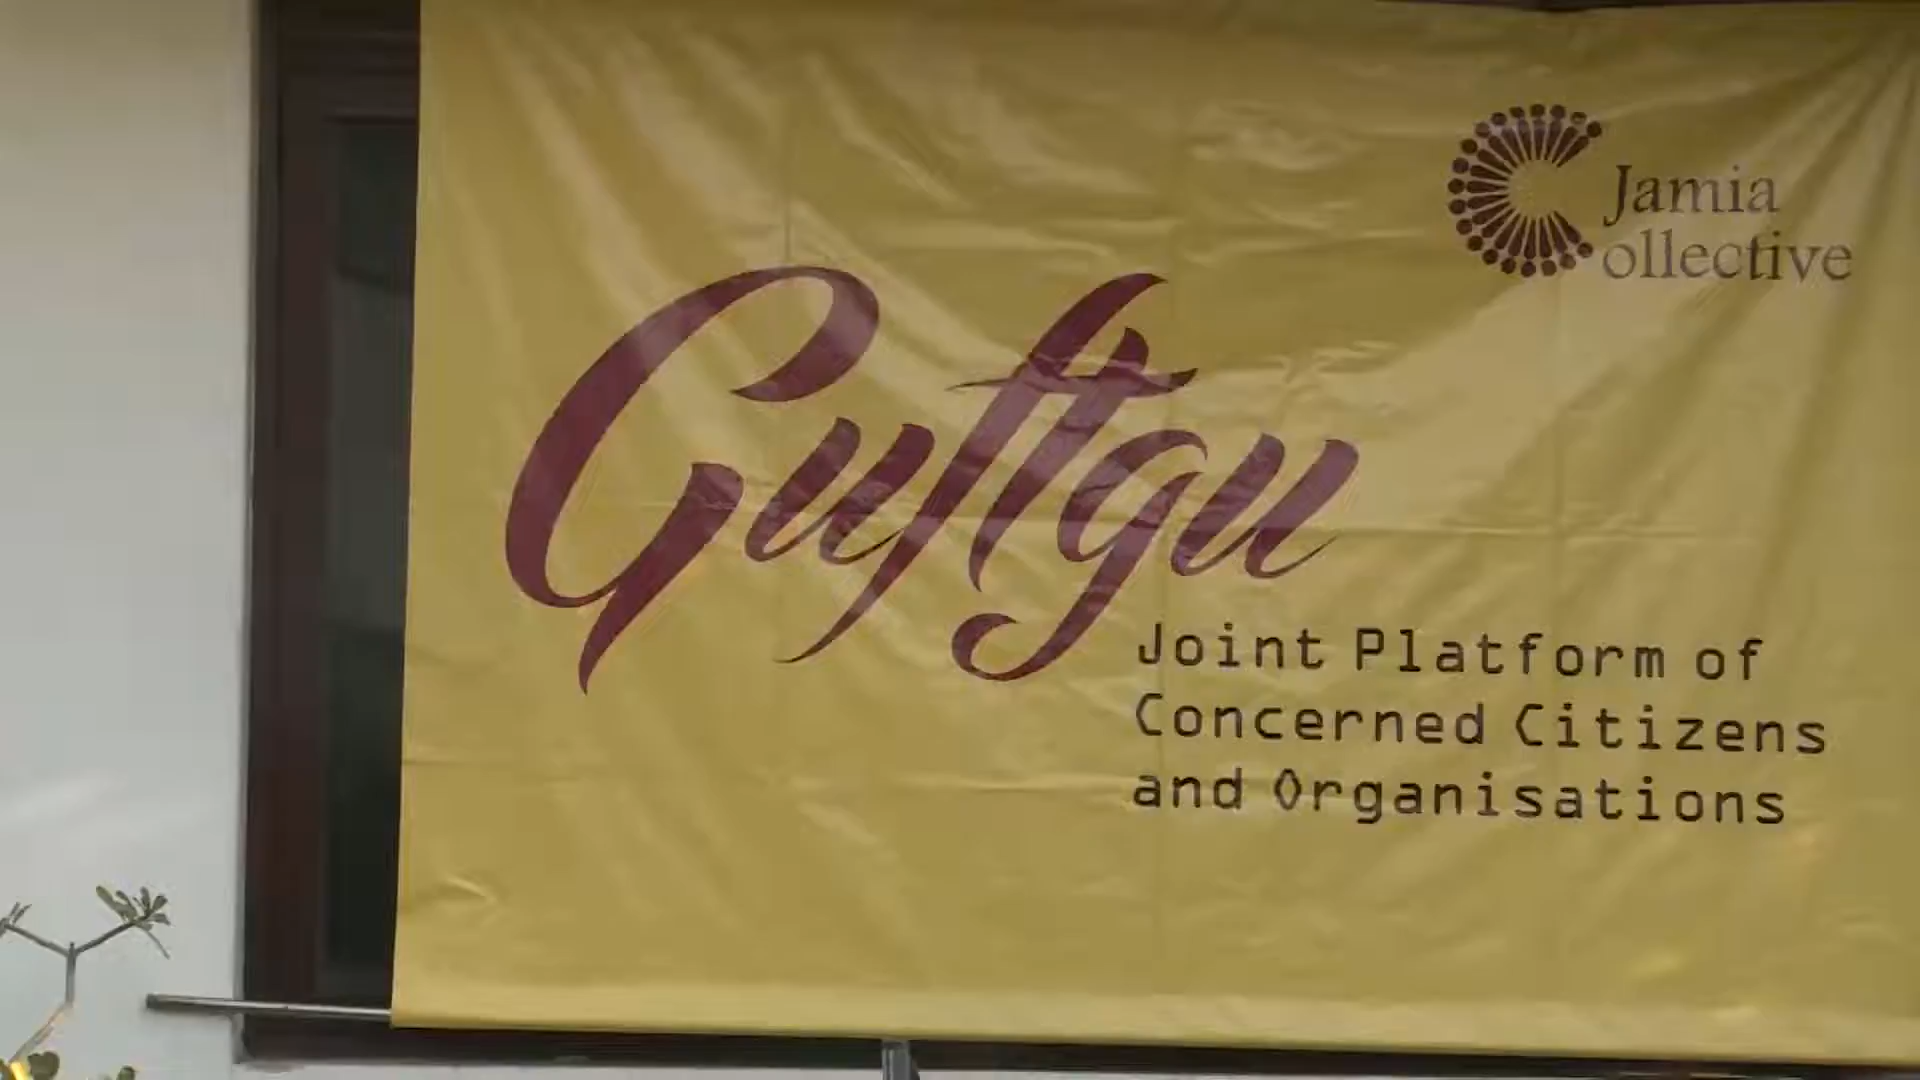 Jamia
Collective
Guftgu
Joint Platform of
Concerned Citizens
and Organisations